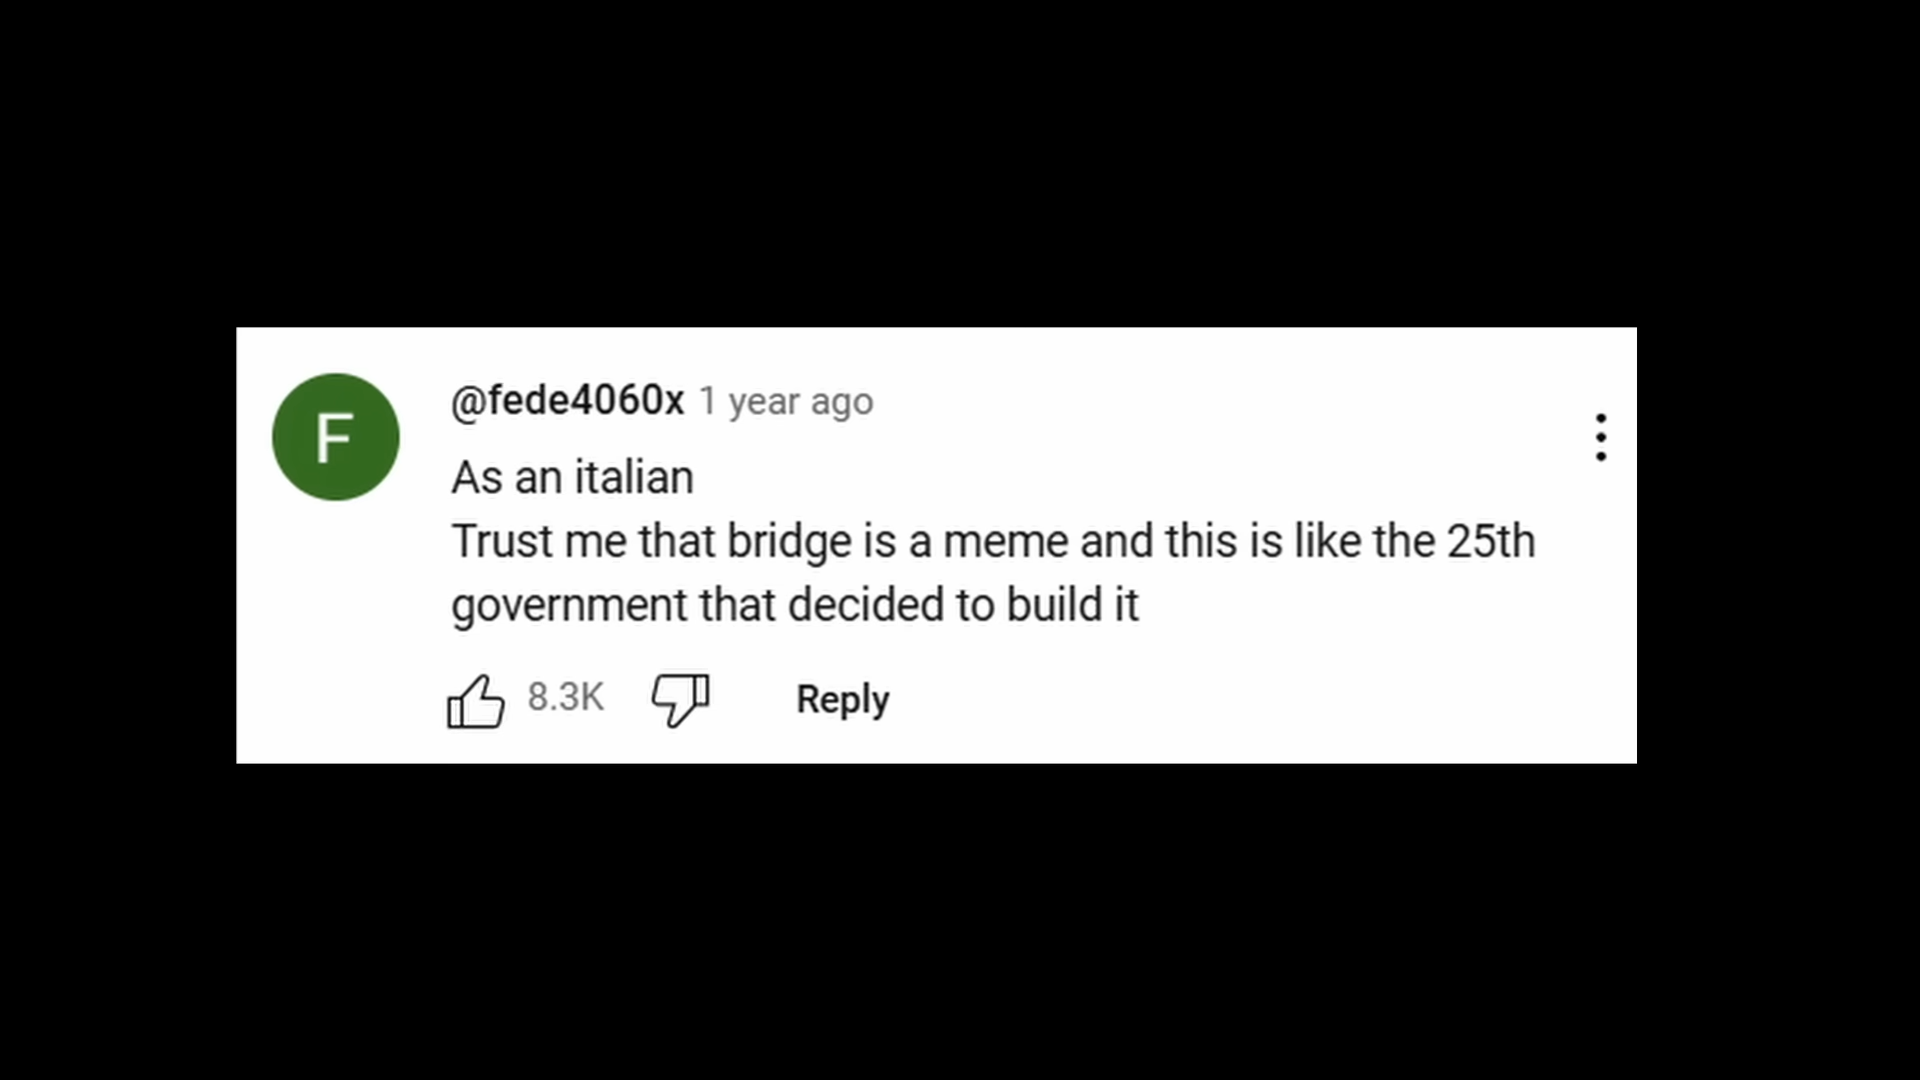 F
@fede4060x 1 year ago
As an italian
Trust me that bridge is a meme and this is like the 25th
government that decided to build it
8.3K Reply